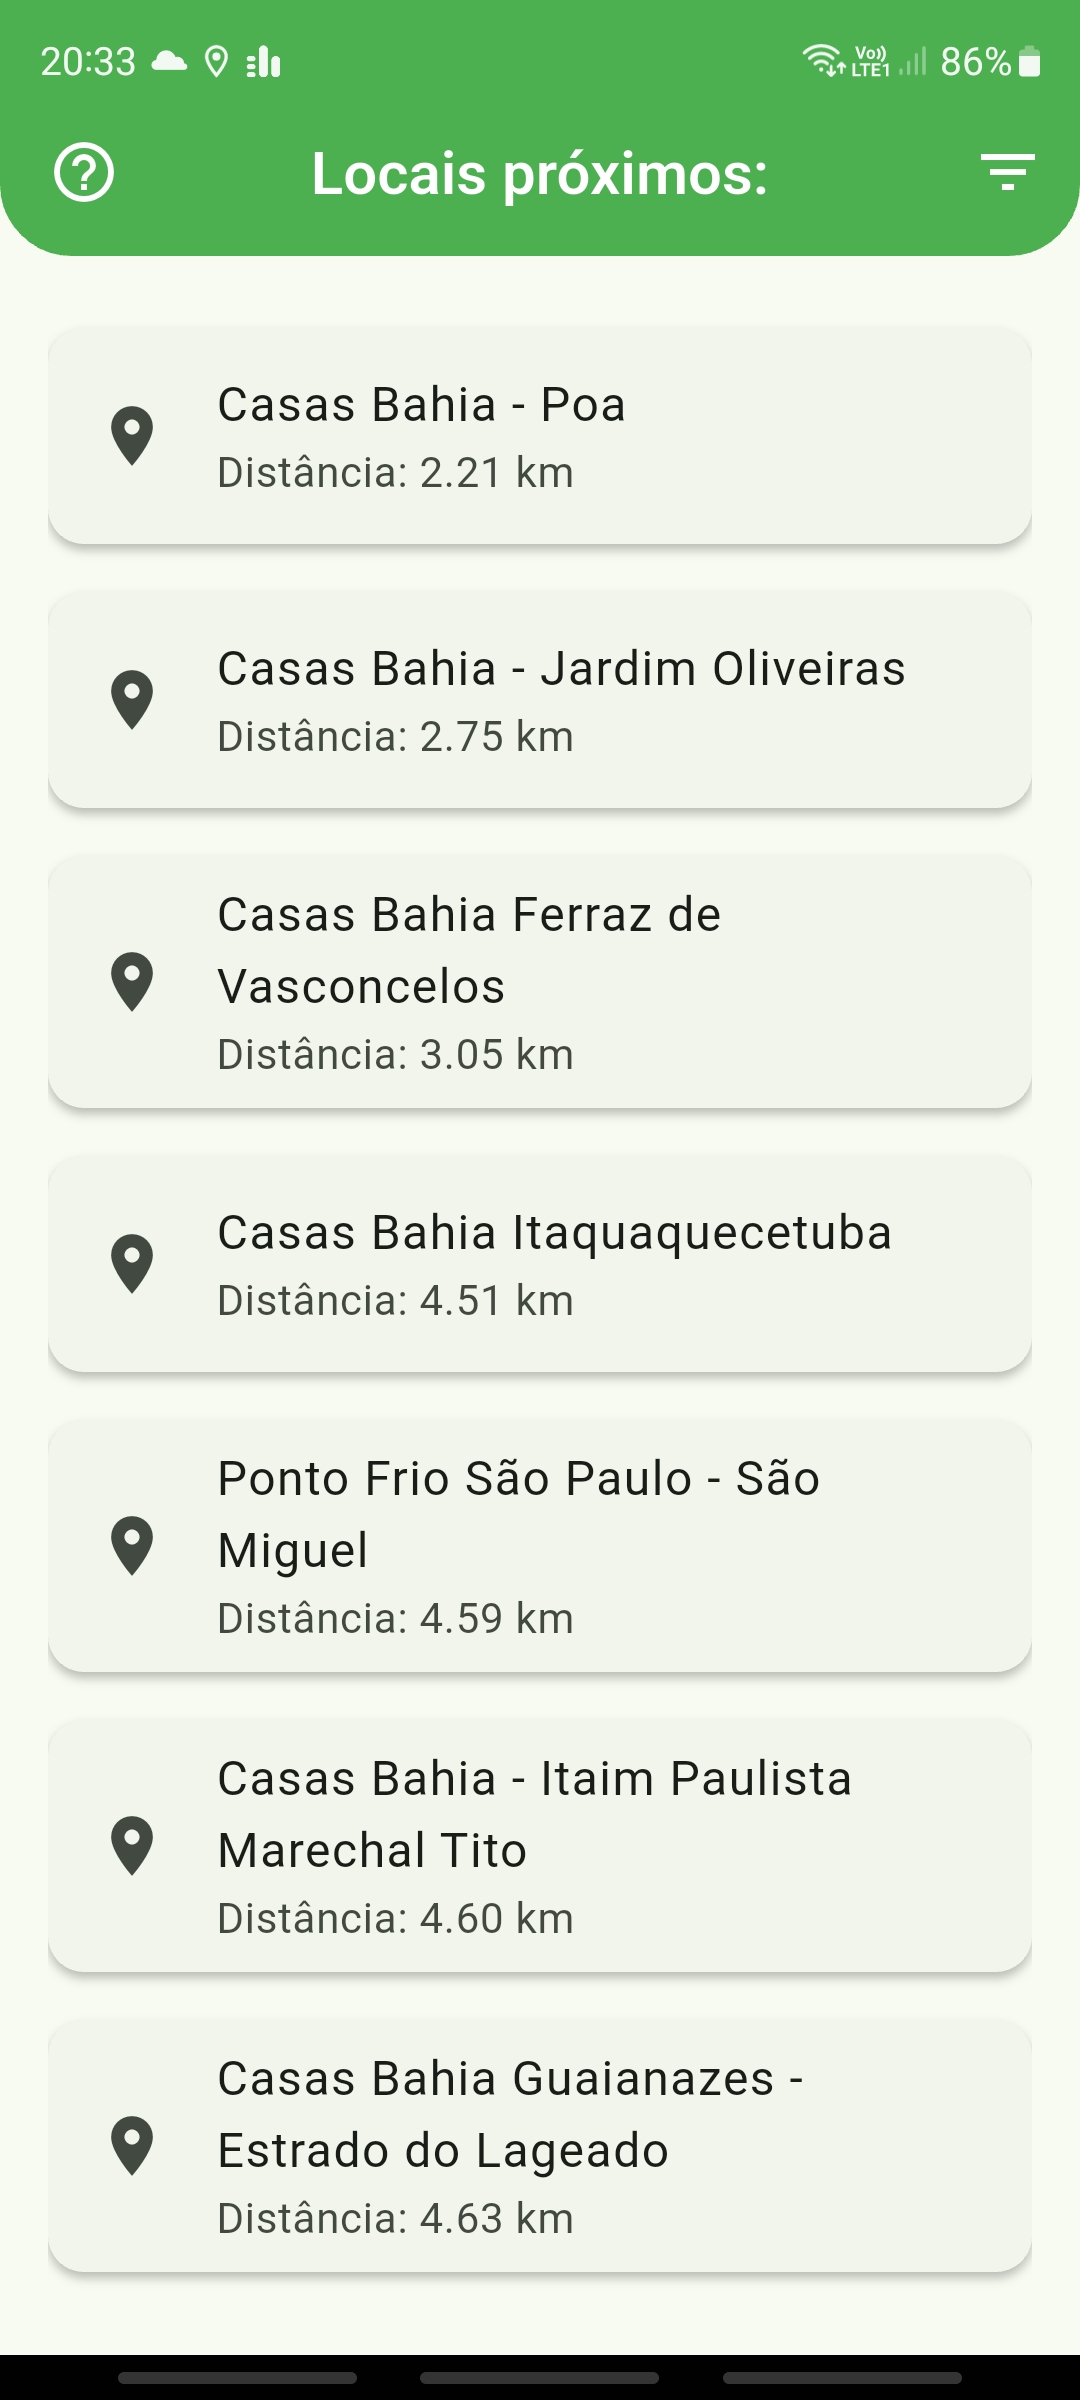 20:33
Vo)) LTE1 86%
Locais próximos:
Casas Bahia - Poa
Distância: 2.21 km
Casas Bahia - Jardim Oliveiras
Distância: 2.75 km
Casas Bahia Ferraz de
Vasconcelos
Distância: 3.05 km
Casas Bahia Itaquaquecetuba
Distância: 4.51 km
Ponto Frio São Paulo - São
Miguel
Distância: 4.59 km
Casas Bahia - Itaim Paulista
Marechal Tito
Distância: 4.60 km
Casas Bahia Guaianazes -
Estrado do Lageado
Distância: 4.63 km